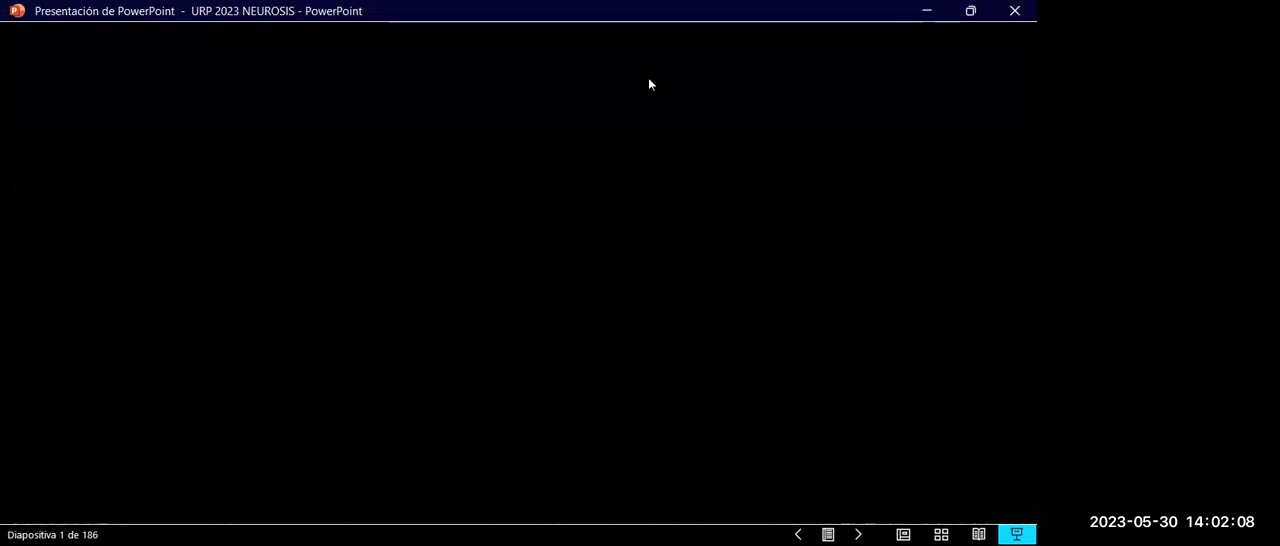 Presentación de PowerPoint - URP 2023 NEUROSIS - PowerPoint
2023-05-30 14:02:08
Diapositiva 1 de 186